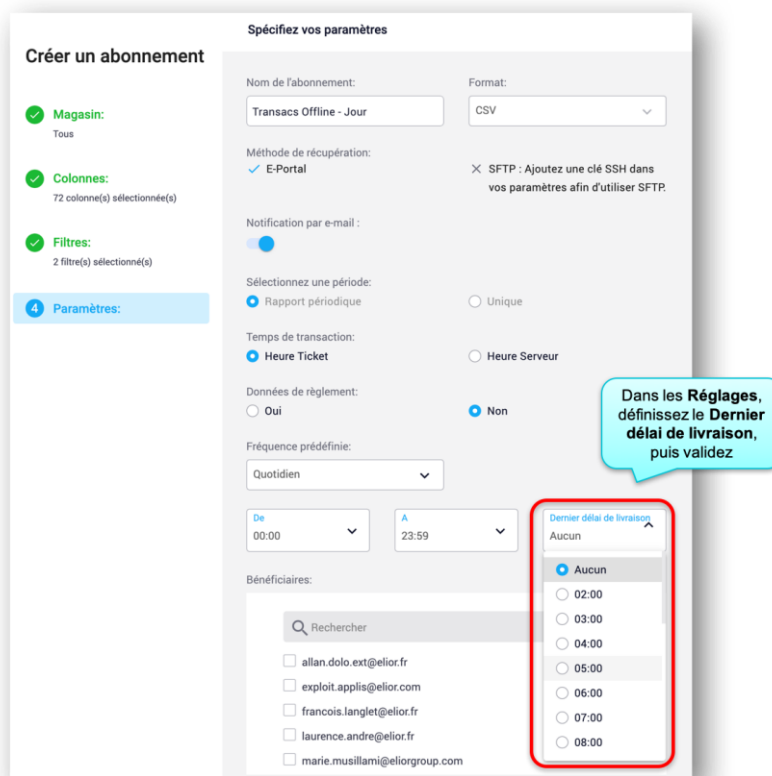 Spécifiez vos paramètres
Créer un abonnement
Magasin:
Tous
Colonnes:
72 colonne(s) sélectionnée(s)
Filtres:
2 filtre(s) sélectionné(s)
4 Paramètres:
Nom de l'abonnement:
Transacs Offline - Jour
Format:
CSV
Méthode de récupération:
E-Portal
SFTP : Ajoutez une clé SSH dans
vos paramètres afin d'utiliser SFTP.
Notification par e-mail :
Sélectionnez une période:
Rapport périodique
Unique
Temps de transaction:
Heure Ticket
Heure Serveur
Données de règlement:
Oui
Non
Dans les Réglages,
définissez le Dernier
délai de livraison,
puis validez
Fréquence prédéfinie:
Quotidien
De
00:00
A
23:59
Dernier délai de livraison
Aucun
Aucun
02:00
03:00
04:00
05:00
06:00
07:00
08:00
Bénéficiaires:
Rechercher
allan.dolo.ext@elior.fr
exploit.applis@elior.com
francois.langlet@elior.fr
laurence.andre@elior.fr
marie.musillami@eliorgroup.com